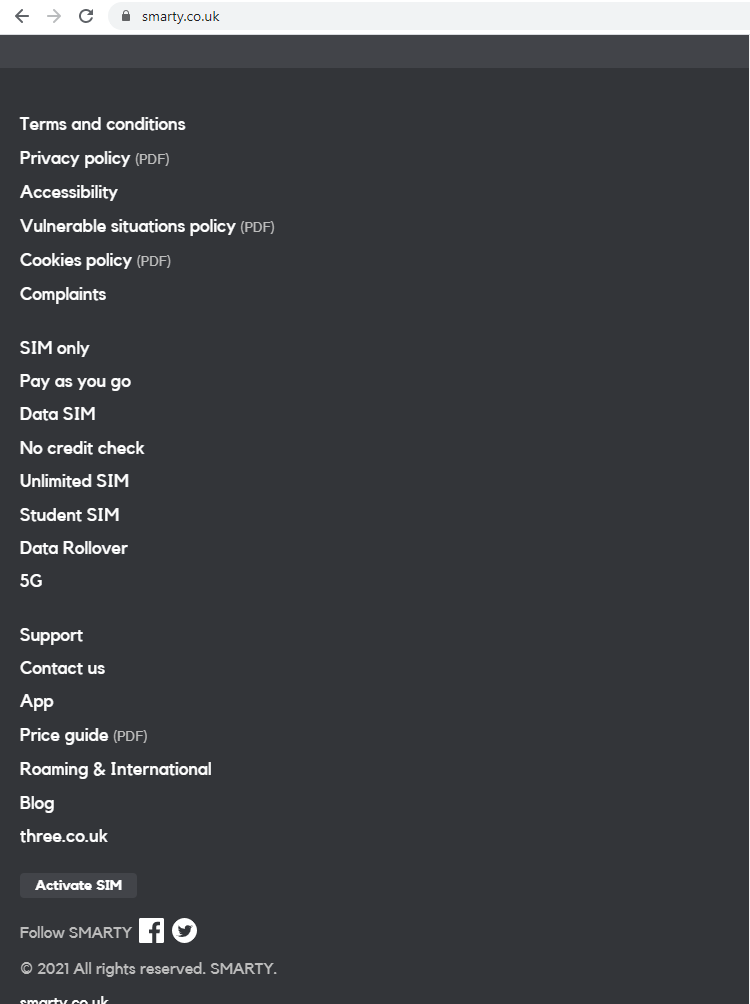 smarty.co.uk
Terms and conditions
Privacy policy (PDF)
Accessibility
Vulnerable situations policy (PDF)
Cookies policy (PDF)
Complaints
SIM only
Pay as you go
Data SIM
No credit check
Unlimited SIM
Student SIM
Data Rollover
5G
Support
Contact us
App
Price guide (PDF)
Roaming & International
Blog
three.co.uk
Activate SIM
Follow SMARTY
© 2021 All rights reserved. SMARTY.
smarty.co.uk